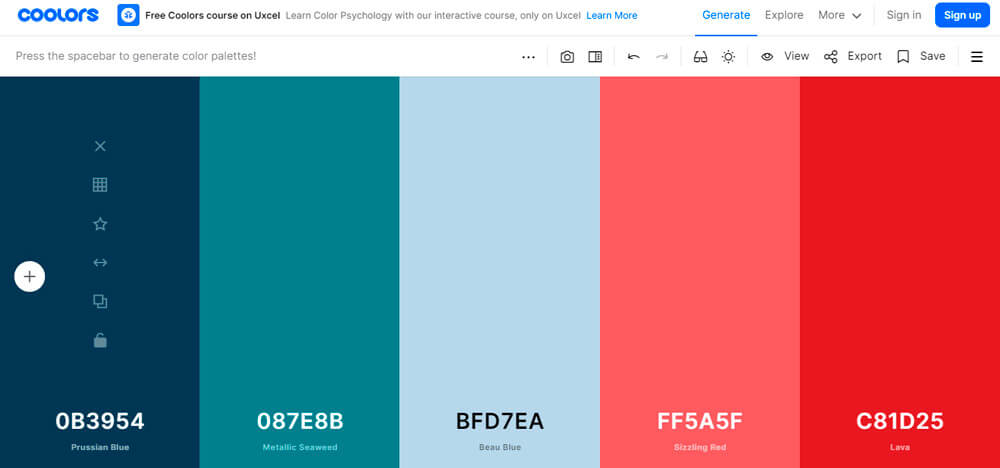 coolors
Free Coolors course on Uxcel Learn Color Psychology with our interactive course, only on Uxcel Learn More
Generate Explore More Sign in Sign up
Press the spacebar to generate color palettes!
View Export Save
0B3954
Prussian Blue
087E8B
Metallic Seaweed
BFD7EA
Beau Blue
FF5A5F
Sizzling Red
C81D25
Lava